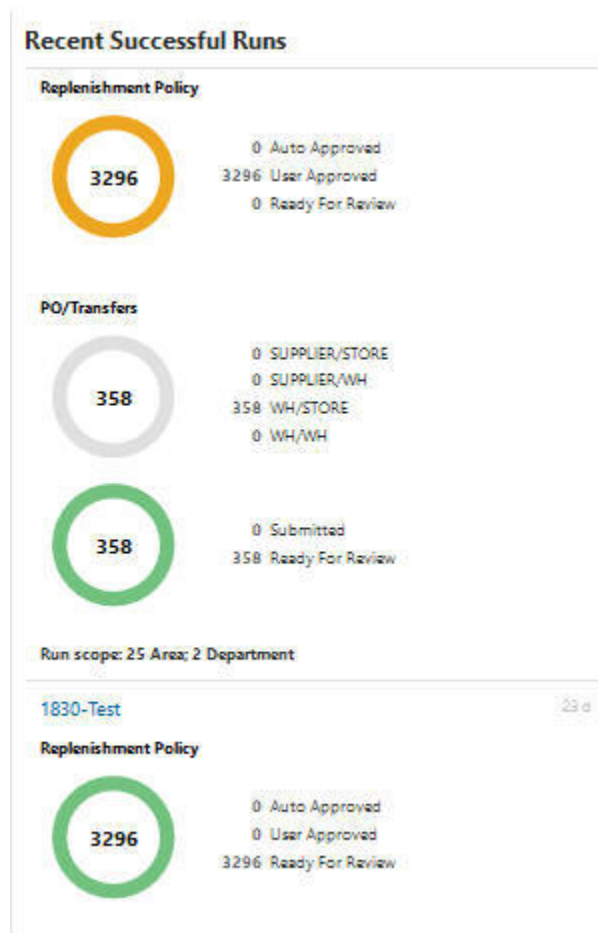 Recent Successful Runs
Replenishment Policy
3296
0 Auto Approved
3296 User Approved
0 Ready For Review
PO/Transfers
358
0 SUPPLIER/STORE
0 SUPPLIER/WH
358 WH/STORE
0 WH/WH
358
0 Submitted
358 Ready For Review
Run scope: 25 Area; 2 Department
1830-Test
23 d
Replenishment Policy
3296
0 Auto Approved
0 User Approved
3296 Ready For Review